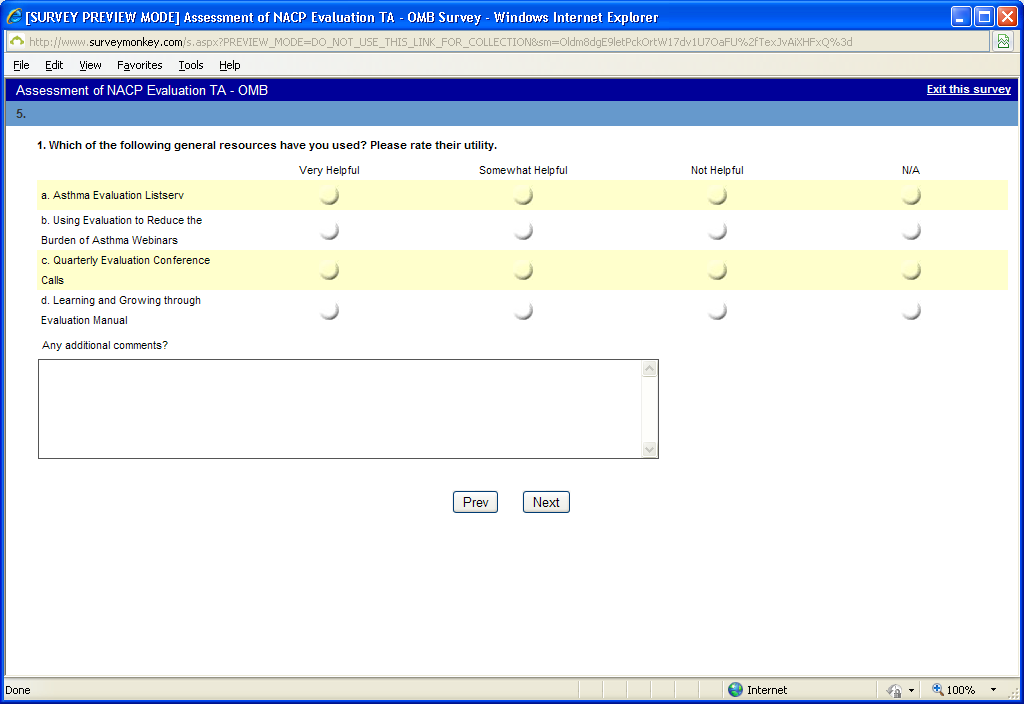 [SURVEY PREVIEW MODE] Assessment of NACP Evaluation TA - OMB Survey - Windows Internet Explorer
http://www.surveymonkey.com/s.aspx?PREVIEW_MODE=DO_NOT_USE_THIS_LINK_FOR_COLLECTION&sm=
File Edit View Favorites Tools Help
Assessment of NACP Evaluation TA - OMB Exit this survey
5.
1. Which of the following general resources have you used? Please rate their utility.
Very Helpful Somewhat Helpful Not Helpful N/A
a. Asthma Evaluation Listserv
b. Using Evaluation to Reduce the
Burden of Asthma Webinars
c. Quarterly Evaluation Conference
Calls
d. Learning and Growing through
Evaluation Manual
Any additional comments?
Prev Next
Done Internet 100%